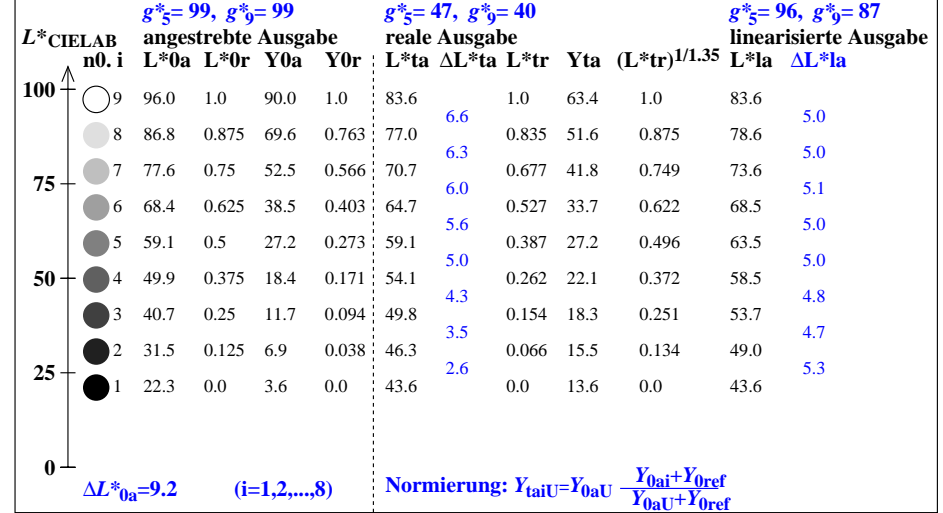 g*5= 99, g*9= 99 g*5= 47, g*9= 40 g*5= 96, g*9= 87
L*CIELAB angestrebte Ausgabe reale Ausgabe linearisierte Ausgabe
n0. i L*0a L*0r Y0a Y0r L*ta ΔL*ta L*tr Yta (L*tr)1/1.35 L*la ΔL*la
100 9 96.0 1.0 90.0 1.0 83.6 1.0 63.4 1.0 83.6
6.6 5.0
8 86.8 0.875 69.6 0.763 77.0 0.835 51.6 0.875 78.6
6.3 5.0
7 77.6 0.75 52.5 0.566 70.7 0.677 41.8 0.749 73.6
75 6.0 5.1
6 68.4 0.625 38.5 0.403 64.7 0.527 33.7 0.622 68.5
5.6 5.0
5 59.1 0.5 27.2 0.273 59.1 0.387 27.2 0.496 63.5
5.0 5.0
50 4 49.9 0.375 18.4 0.171 54.1 0.262 22.1 0.372 58.5
4.3 4.8
3 40.7 0.25 11.7 0.094 49.8 0.154 18.3 0.251 53.7
3.5 4.7
2 31.5 0.125 6.9 0.038 46.3 0.066 15.5 0.134 49.0
25 2.6 5.3
1 22.3 0.0 3.6 0.0 43.6 0.0 13.6 0.0 43.6
0
ΔL*0a=9.2 (i=1,2,...,8) Normierung: YtaiU=Y0aU Y0ai+Y0ref
Y0aU+Y0ref